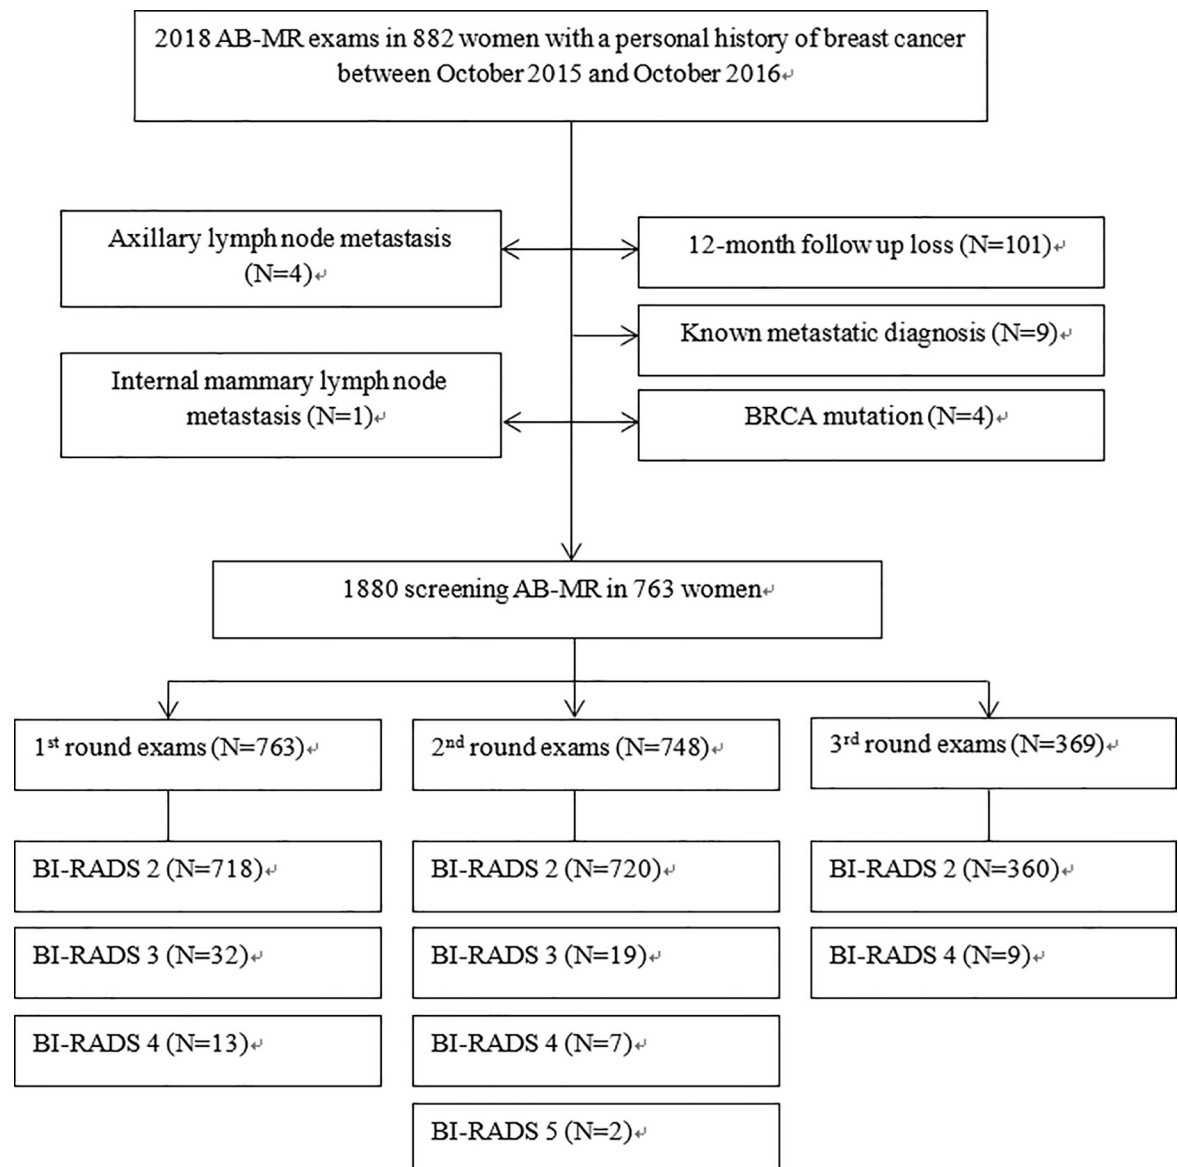 2018 AB-MR exams in 882 women with a personal history of breast cancer
between October 2015 and October 2016↵
Axillary lymph node metastasis
(N=4)↵
12-month follow up loss (N=101)↵
Known metastatic diagnosis (N=9)↵
Internal mammary lymph node
metastasis (N=1)↵
BRCA mutation (N=4)↵
1880 screening AB-MR in 763 women↵
1st round exams (N=763)↵
2nd round exams (N=748)↵
3rd round exams (N=369)↵
BI-RADS 2 (N=718)↵
BI-RADS 2 (N=720)↵
BI-RADS 2 (N=360)↵
BI-RADS 3 (N=32)↵
BI-RADS 3 (N=19)↵
BI-RADS 4 (N=9)↵
BI-RADS 4 (N=13)↵
BI-RADS 4 (N=7)↵
BI-RADS 5 (N=2)↵